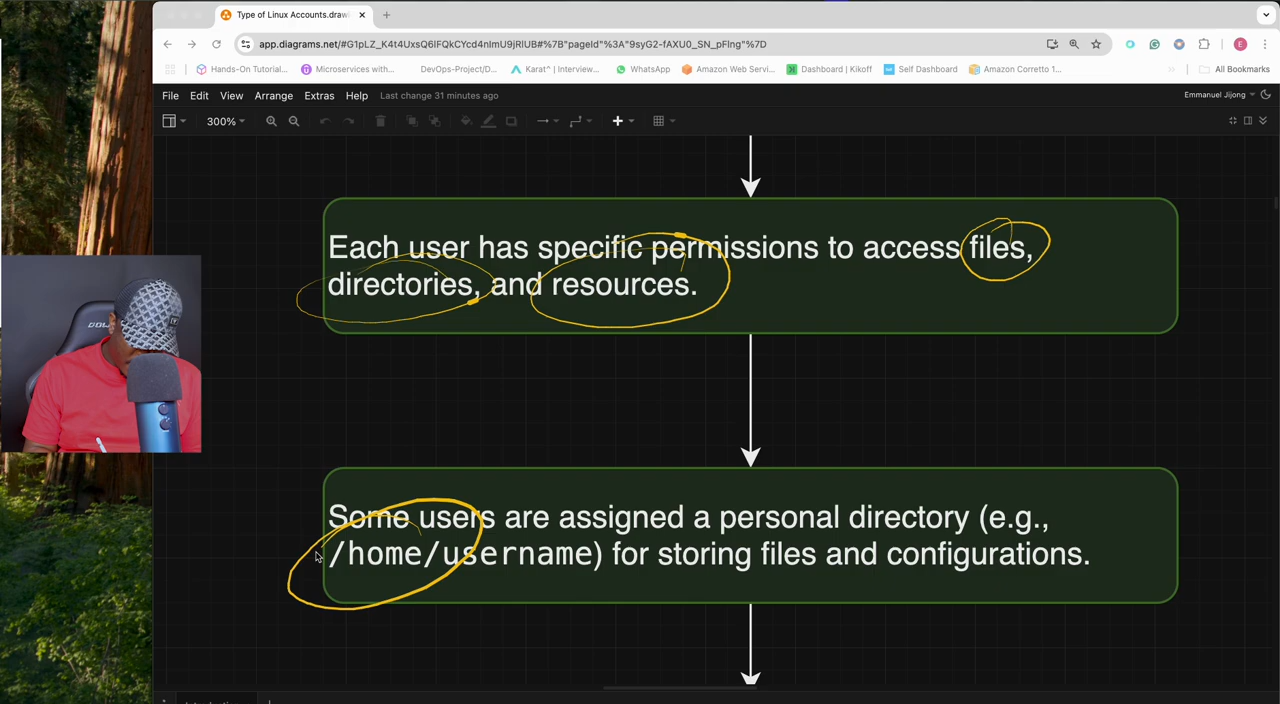 Type of Linux Accounts.draw
app.diagrams.net/#G1pLZ_K4t4UxsQ6IFQkCYcd4nImU9jRIUB#%7B"pageId"%3A"9syG2-fAXU0_SN_pFlng"%7D
Hands-On Tutorial... Microservices with... DevOps-Project/D... Karat^ | Interview... WhatsApp Amazon Web Servi... Dashboard | Kikoff Self Dashboard Amazon Corretto 1... All Bookmarks
File Edit View Arrange Extras Help Last change 31 minutes ago Emmanuel Jijong
300%
Each user has specific permissions to access files,
directories, and resources.
DOW
Some users are assigned a personal directory (e.g.,
/home/username) for storing files and configurations.